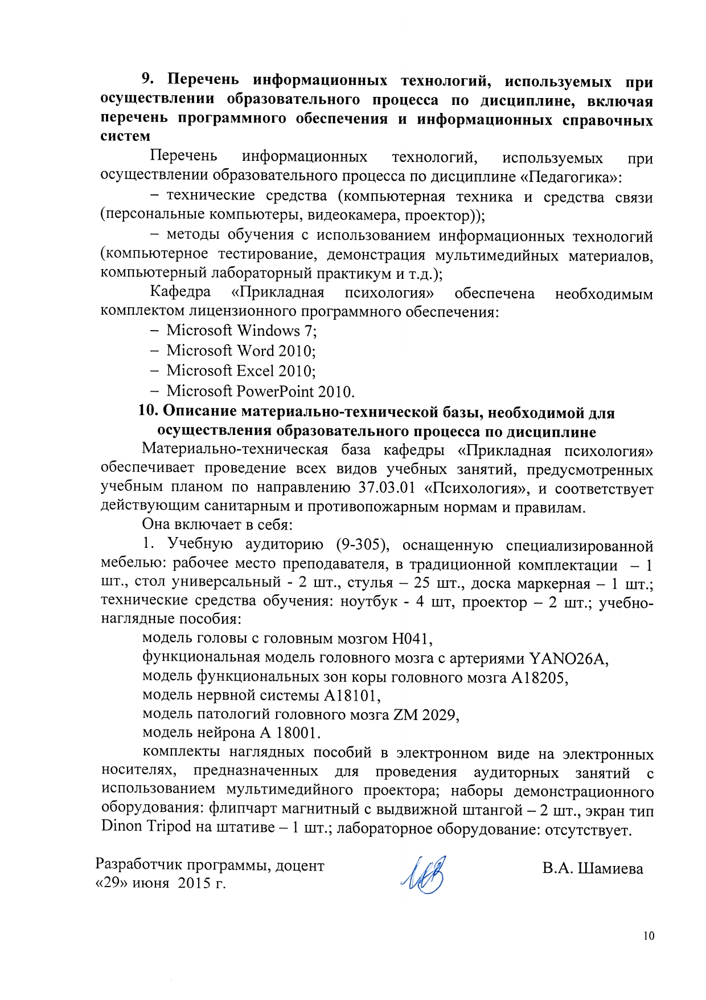 9. Перечень информационных технологий, используемых при
осуществлении образовательного процесса по дисциплине, включая
перечень программного обеспечения и информационных справочных
систем
Перечень информационных технологий, используемых при
осуществлении образовательного процесса по дисциплине «Педагогика»:
– технические средства (компьютерная техника и средства связи
(персональные компьютеры, видеокамера, проектор));
– методы обучения с использованием информационных технологий
(компьютерное тестирование, демонстрация мультимедийных материалов,
компьютерный лабораторный практикум и т.д.);
Кафедра «Прикладная психология» обеспечена необходимым
комплектом лицензионного программного обеспечения:
– Microsoft Windows 7;
– Microsoft Word 2010;
– Microsoft Excel 2010;
– Microsoft PowerPoint 2010.
10. Описание материально-технической базы, необходимой для
осуществления образовательного процесса по дисциплине
Материально-техническая база кафедры «Прикладная психология»
обеспечивает проведение всех видов учебных занятий, предусмотренных
учебным планом по направлению 37.03.01 «Психология», и соответствует
действующим санитарным и противопожарным нормам и правилам.
Она включает в себя:
1. Учебную аудиторию (9-305), оснащенную специализированной
мебелью: рабочее место преподавателя, в традиционной комплектации – 1
шт., стол универсальный - 2 шт., стулья – 25 шт., доска маркерная – 1 шт.;
технические средства обучения: ноутбук - 4 шт, проектор – 2 шт.; учебно-
наглядные пособия:
модель головы с головным мозгом H041,
функциональная модель головного мозга с артериями YANO26A,
модель функциональных зон коры головного мозга A18205,
модель нервной системы A18101,
модель патологий головного мозга ZM 2029,
модель нейрона A 18001.
комплекты наглядных пособий в электронном виде на электронных
носителях, предназначенных для проведения аудиторных занятий с
использованием мультимедийного проектора; наборы демонстрационного
оборудования: флипчарт магнитный с выдвижной штангой – 2 шт., экран тип
Dinon Tripod на штативе – 1 шт.; лабораторное оборудование: отсутствует.
Разработчик программы, доцент В.А. Шамиева
«29» июня 2015 г.
10